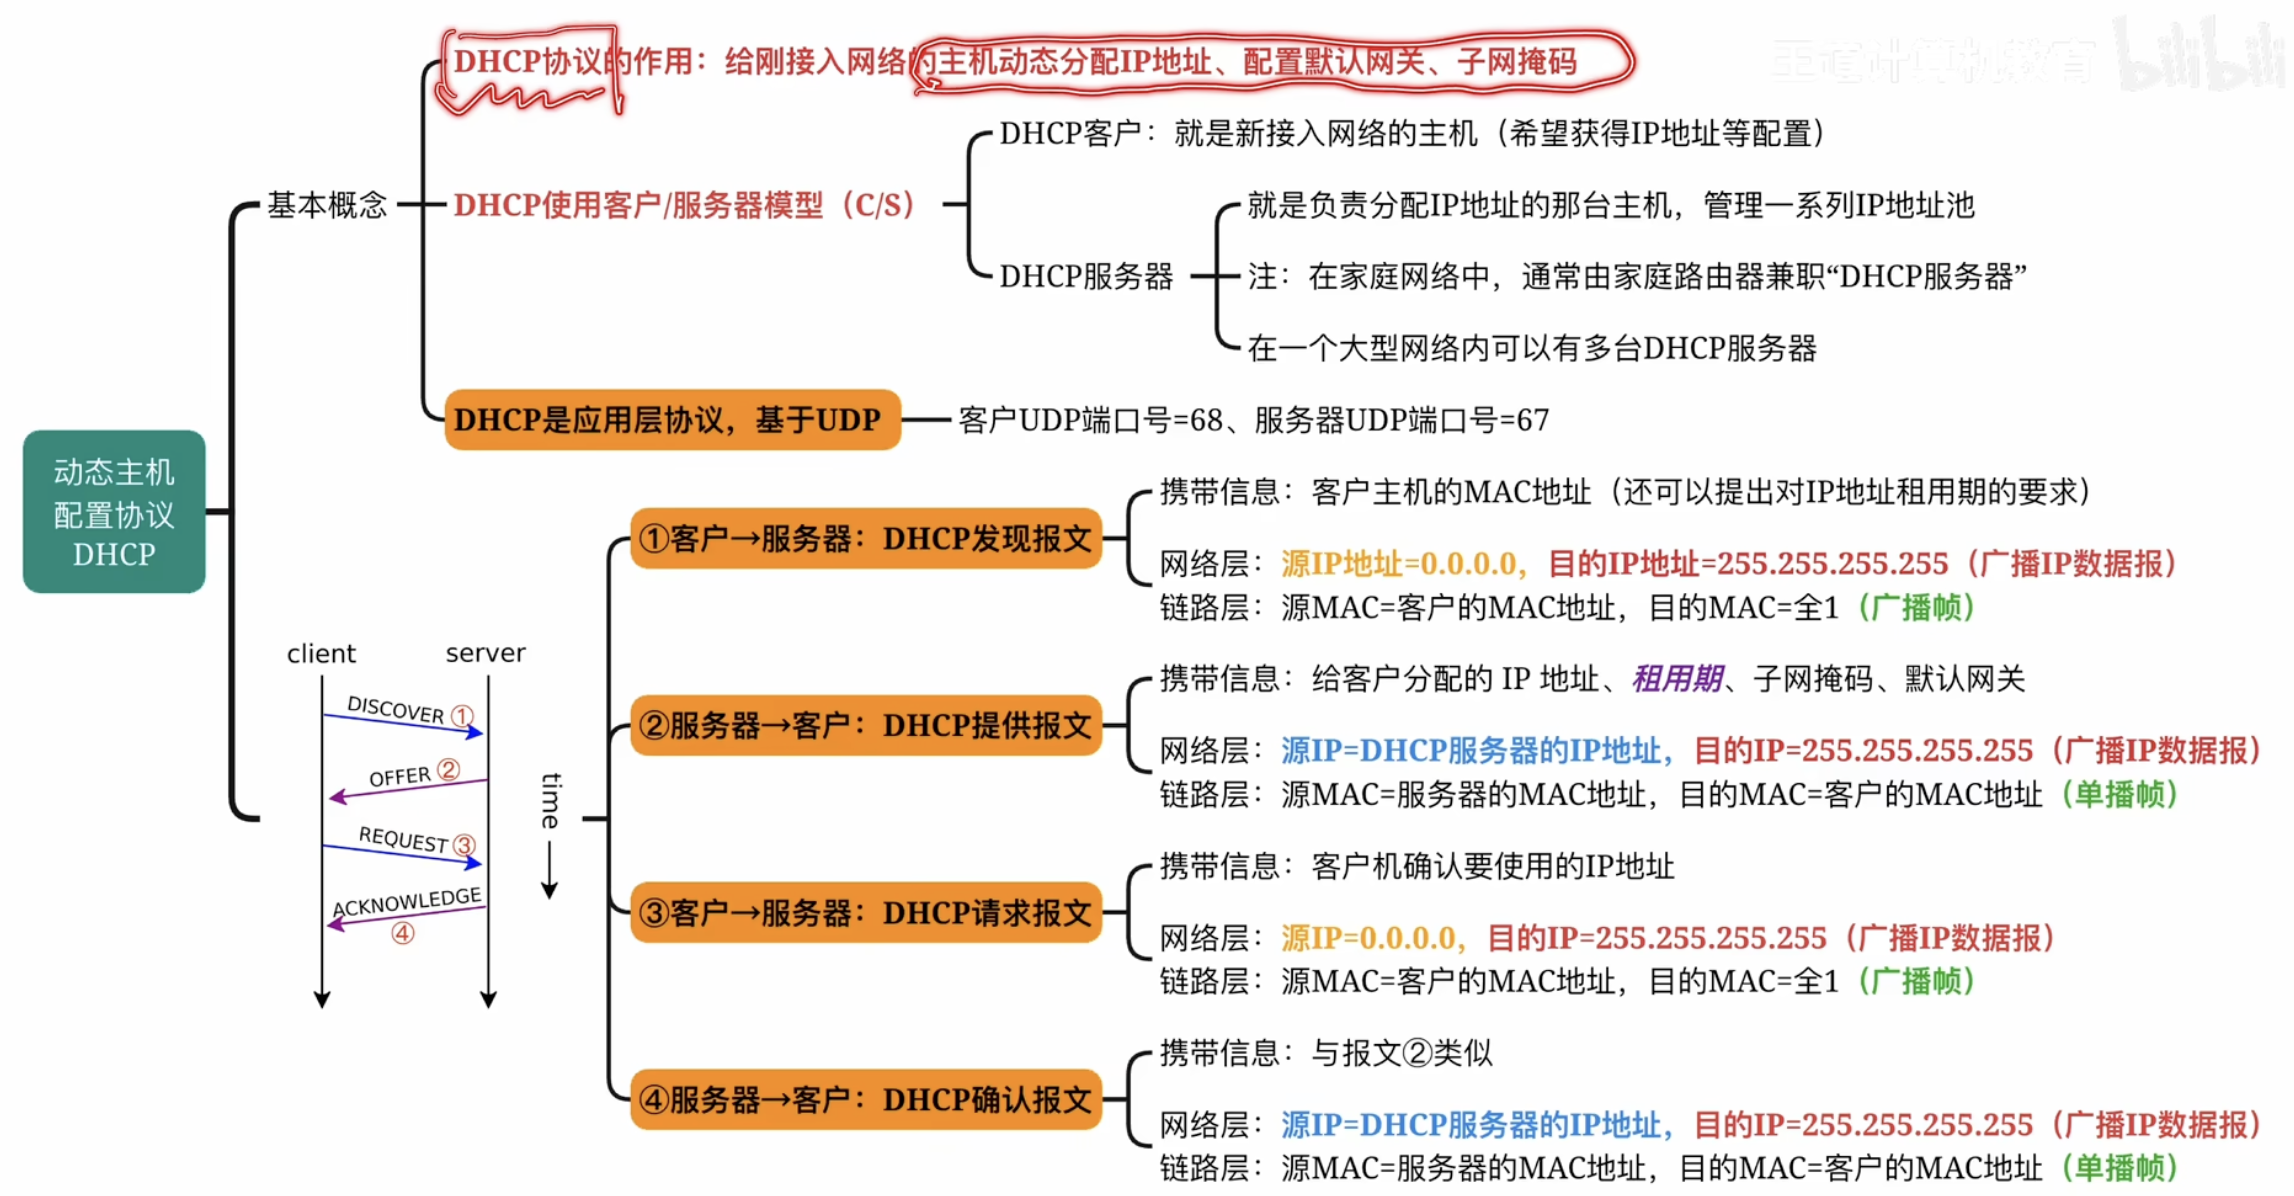 DHCP协议的作用：给刚接入网络的主机动态分配IP地址、配置默认网关、子网掩码
王道计算机教育
bilibili
DHCP客户：就是新接入网络的主机（希望获得IP地址等配置）
基本概念
DHCP使用客户/服务器模型（C/S）
就是负责分配IP地址的那台主机，管理一系列IP地址池
DHCP服务器
注：在家庭网络中，通常由家庭路由器兼职“DHCP服务器”
在一个大型网络内可以有多台DHCP服务器
DHCP是应用层协议，基于UDP
客户UDP端口号=68、服务器UDP端口号=67
动态主机
配置协议
DHCP
携带信息：客户主机的MAC地址（还可以提出对IP地址租用期的要求）
①客户→服务器：DHCP发现报文
网络层：源IP地址=0.0.0.0，目的IP地址=255.255.255.255（广播IP数据报）
链路层：源MAC=客户的MAC地址，目的MAC=全1（广播帧）
client
server
DISCOVER ①
OFFER ②
REQUEST ③
ACKNOWLEDGE
④
time
携带信息：给客户分配的 IP 地址、租用期、子网掩码、默认网关
②服务器→客户：DHCP提供报文
网络层：源IP=DHCP服务器的IP地址，目的IP=255.255.255.255（广播IP数据报）
链路层：源MAC=服务器的MAC地址，目的MAC=客户的MAC地址（单播帧）
携带信息：客户机确认要使用的IP地址
③客户→服务器：DHCP请求报文
网络层：源IP=0.0.0.0，目的IP=255.255.255.255（广播IP数据报）
链路层：源MAC=客户的MAC地址，目的MAC=全1（广播帧）
携带信息：与报文②类似
④服务器→客户：DHCP确认报文
网络层：源IP=DHCP服务器的IP地址，目的IP=255.255.255.255（广播IP数据报）
链路层：源MAC=服务器的MAC地址，目的MAC=客户的MAC地址（单播帧）